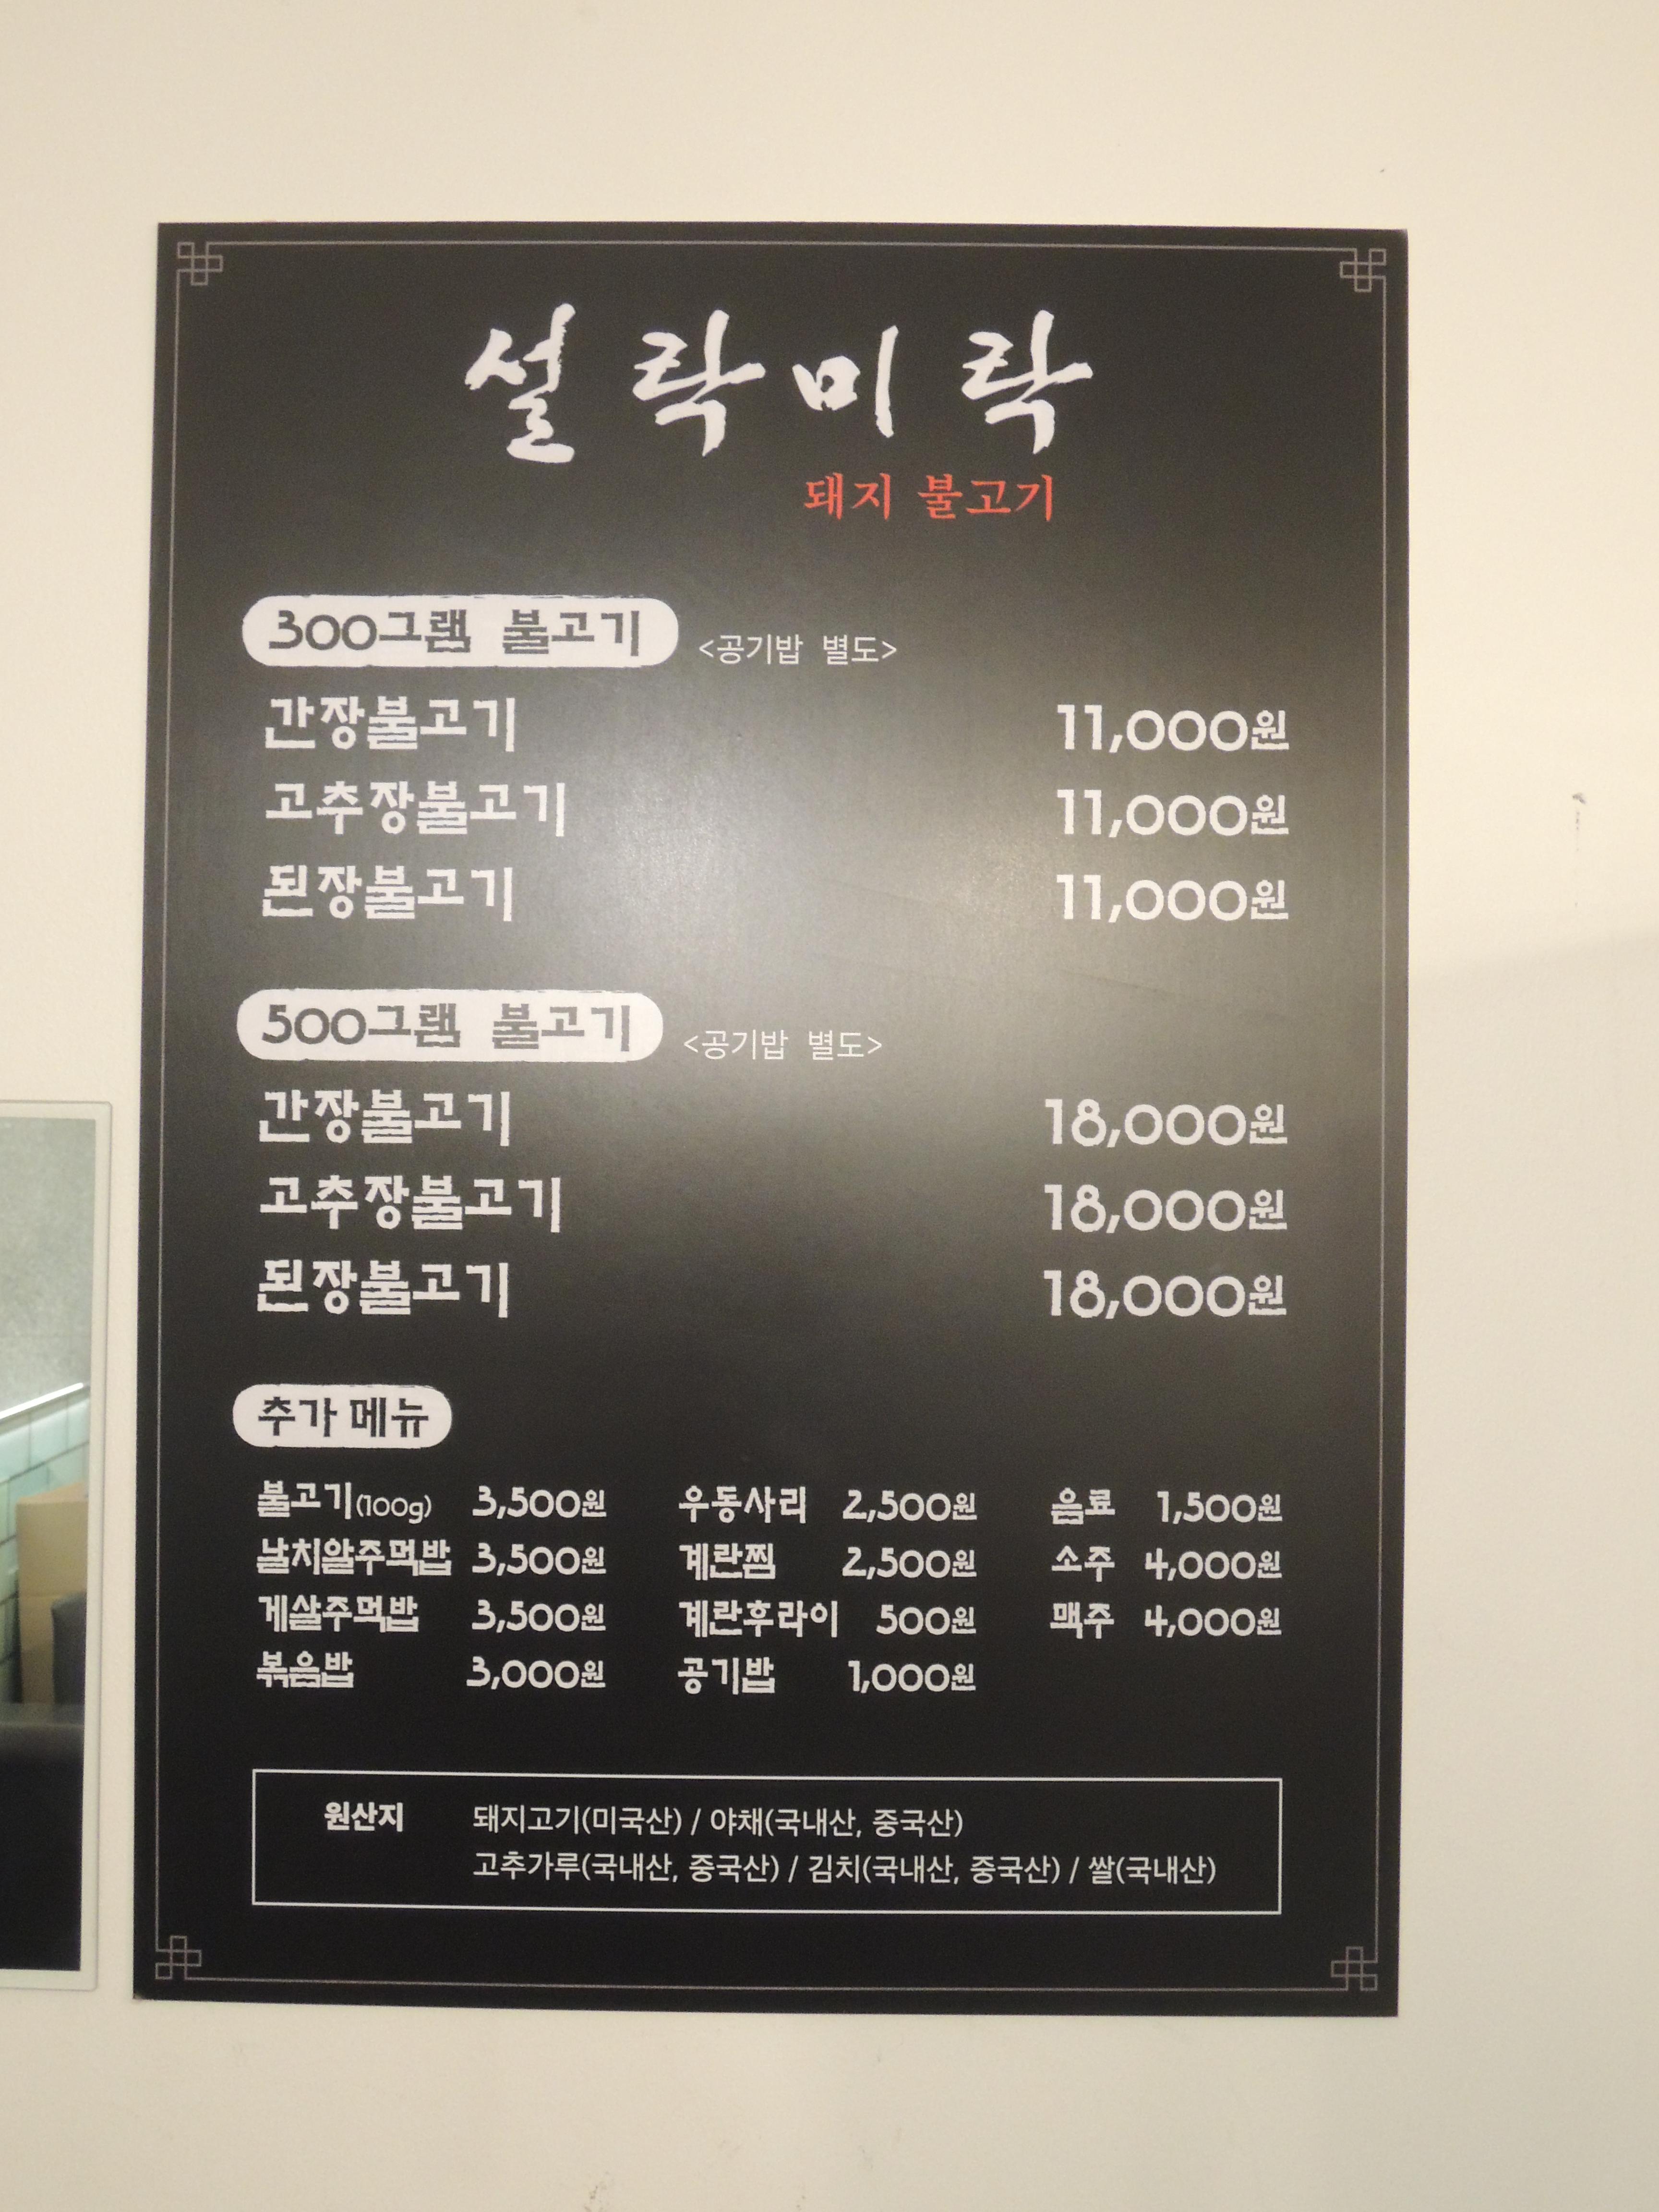 설락미락
돼지 불고기
300그램 불고기 <공기밥 별도>
간장불고기 11,000원
고추장불고기 11,000원
된장불고기 11,000원
500그램 불고기 <공기밥 별도>
간장불고기 18,000원
고추장불고기 18,000원
된장불고기 18,000원
추가 메뉴
불고기(100g) 3,500원 우동사리 2,500원 음료 1,500원
날치알주먹밥 3,500원 계란찜 2,500원 소주 4,000원
게살주먹밥 3,500원 계란후라이 500원 맥주 4,000원
볶음밥 3,000원 공기밥 1,000원
원산지 돼지고기(미국산) / 야채(국내산, 중국산)
고추가루(국내산, 중국산) / 김치(국내산, 중국산) / 쌀(국내산)